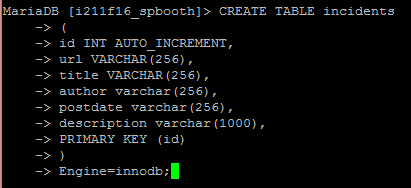 MariaDB [i211f16_spbooth]> CREATE TABLE incidents
-> (
-> id INT AUTO_INCREMENT,
-> url VARCHAR(256),
-> title VARCHAR(256),
-> author varchar(256),
-> postdate varchar(256),
-> description varchar(1000),
-> PRIMARY KEY (id)
-> )
-> Engine=innodb;